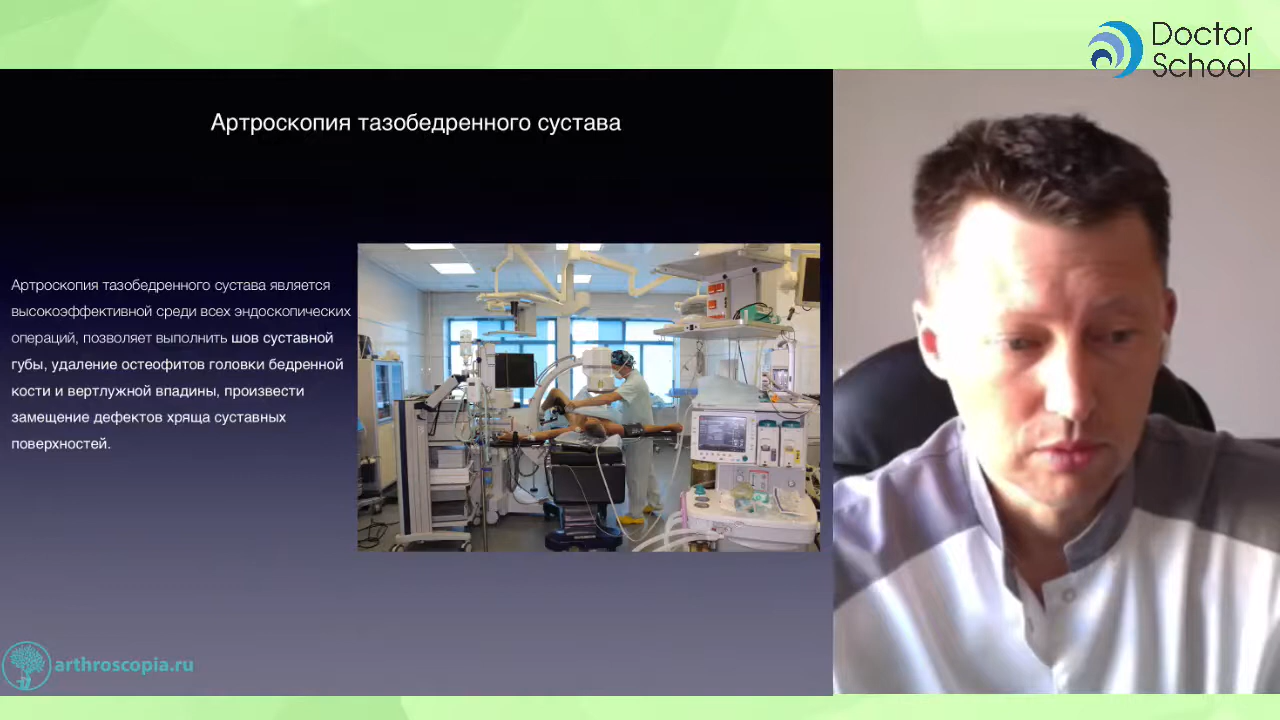 Doctor
School
Артроскопия тазобедренного сустава
Артроскопия тазобедренного сустава является
высокоэффективной среди всех эндоскопических
операций, позволяет выполнить шов суставной
губы, удаление остеофитов головки бедренной
кости и вертлужной впадины, произвести
замещение дефектов хряща суставных
поверхностей.
arthroscopia.ru